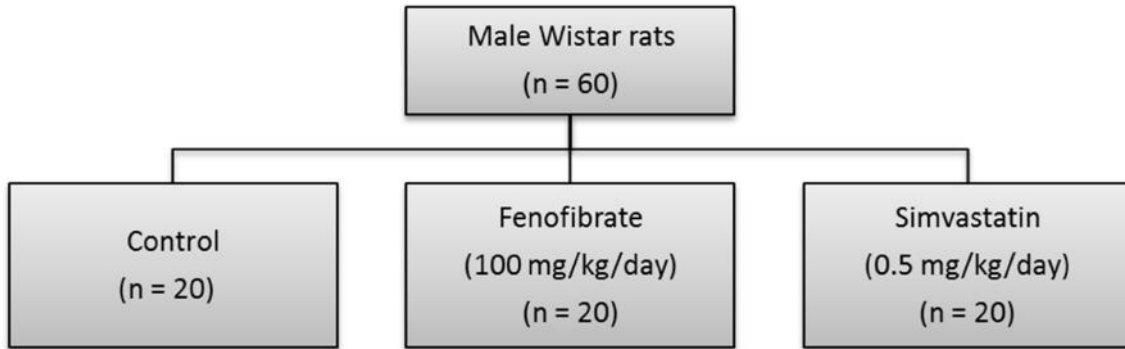 Male Wistar rats
(n = 60)
Control
(n = 20)
Fenofibrate
(100 mg/kg/day)
(n = 20)
Simvastatin
(0.5 mg/kg/day)
(n = 20)